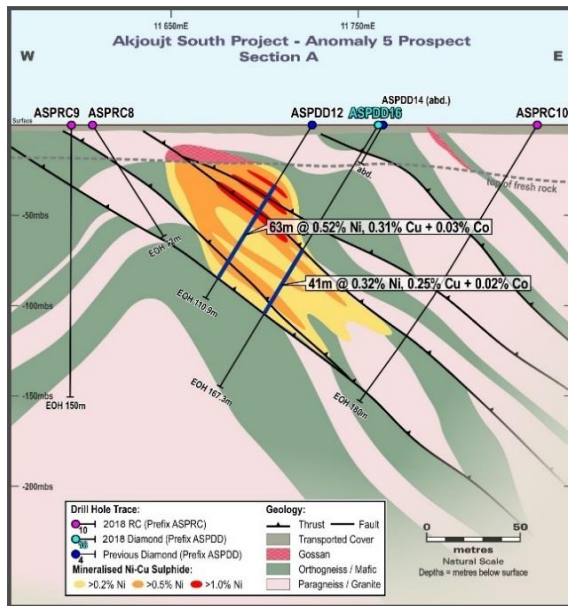 11 650mE
11 750mE
Akjoujt South Project - Anomaly 5 Prospect
Section A
W
E
ASPDD14 (abd.)
ASPRC9
ASPRC8
ASPDD12
ASPDD16
ASPRC10
Surface
abd.
top of fresh rock
-50mbs
63m @ 0.52% Ni, 0.31% Cu + 0.03% Co
41m @ 0.32% Ni, 0.25% Cu + 0.02% Co
-100mbs
EOH 110.9m
-150mbs
EOH 150m
EOH 167.3m
EOH 180m
-200mbs
Drill Hole Trace:
10
2018 RC (Prefix ASPRC)
2018 Diamond (Prefix ASPDD)
4
Previous Diamond (Prefix ASPDD)
Mineralised Ni-Cu Sulphide:
>0.2% Ni
>0.5% Ni
>1.0% Ni
Geology:
Thrust
Fault
Transported Cover
Gossan
Orthogneiss / Mafic
Paragneiss / Granite
0
50
metres
Natural Scale
Depths = metres below surface